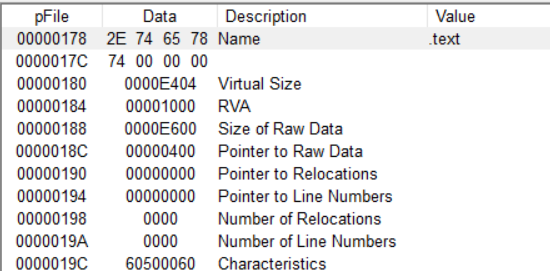 pFile Data Description Value
00000178 2E 74 65 78 Name .text
0000017C 74 00 00 00
00000180 0000E404 Virtual Size
00000184 00001000 RVA
00000188 0000E600 Size of Raw Data
0000018C 00000400 Pointer to Raw Data
00000190 00000000 Pointer to Relocations
00000194 00000000 Pointer to Line Numbers
00000198 0000 Number of Relocations
0000019A 0000 Number of Line Numbers
0000019C 60500060 Characteristics